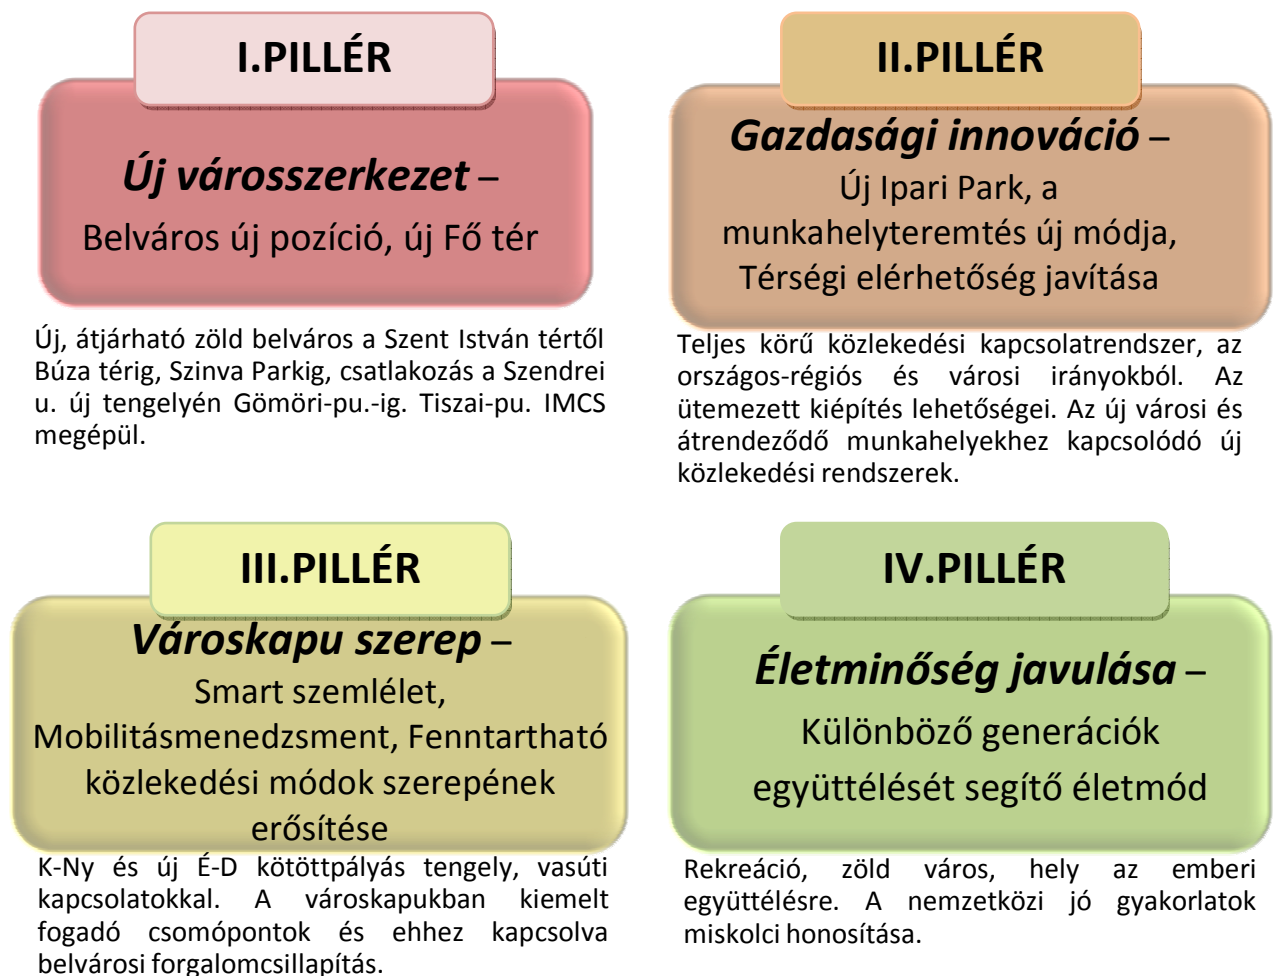 I.PILLÉR
Új városszerkezet –
Belváros új pozíció, új Fő tér
Új, átjárható zöld belváros a Szent István tértől
Búza térig, Szinva Parkig, csatlakozás a Szendrei
u. új tengelyén Gömöri-pu.-ig. Tiszai-pu. IMCS
megépül.
II.PILLÉR
Gazdasági innováció –
Új Ipari Park, a
munkahelyteremtés új módja,
Térségi elérhetőség javítása
Teljes körű közlekedési kapcsolatrendszer, az
országos-régiós és városi irányokból. Az
ütemezett kiépítés lehetőségei. Az új városi és
átrendeződő munkahelyekhez kapcsolódó új
közlekedési rendszerek.
III.PILLÉR
Városkapu szerep –
Smart szemlélet,
Mobilitásmenedzsment, Fenntartható
közlekedési módok szerepének
erősítése
K-Ny és új É-D kötöttpályás tengely, vasúti
kapcsolatokkal. A városkapukban kiemelt
fogadó csomópontok és ehhez kapcsolva
belvárosi forgalomcsillapítás.
IV.PILLÉR
Életminőség javulása –
Különböző generációk
együttélését segítő életmód
Rekreáció, zöld város, hely az emberi
együttélésre. A nemzetközi jó gyakorlatok
miskolci honosítása.